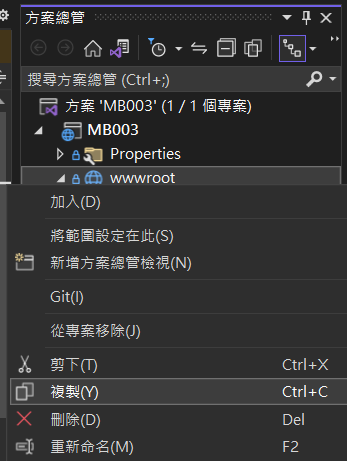 方案總管
搜尋方案總管 (Ctrl+;)
方案 'MB003' (1 / 1 個專案)
MB003
Properties
wwwroot
加入(D)
將範圍設定在此(S)
新增方案總管檢視(N)
Git(I)
從專案移除(J)
剪下(T) Ctrl+X
複製(Y) Ctrl+C
刪除(D) Del
重新命名(M) F2